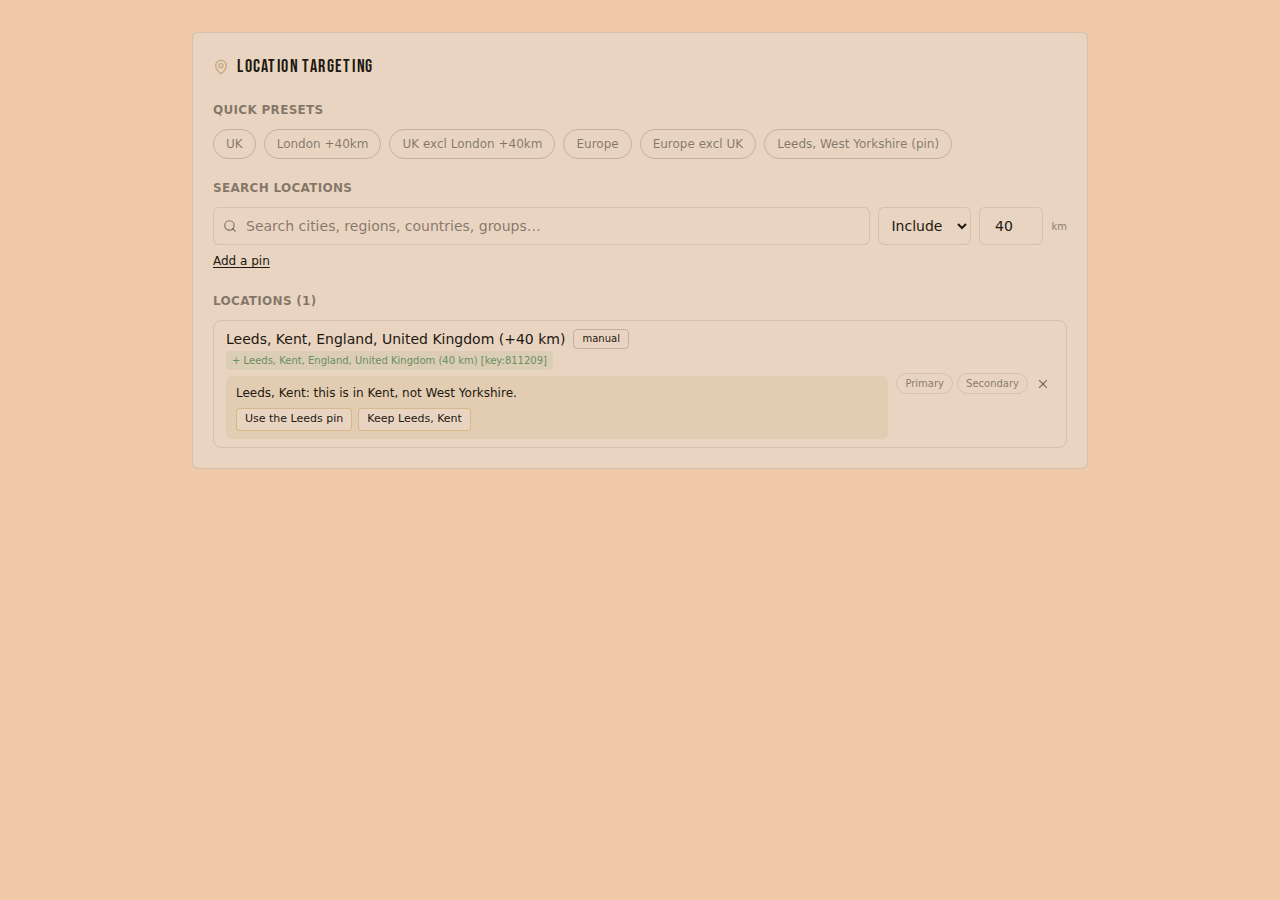 LOCATION TARGETING
QUICK PRESETS
UK London +40km UK excl London +40km Europe Europe excl UK Leeds, West Yorkshire (pin)
SEARCH LOCATIONS
Search cities, regions, countries, groups... Include 40 km
Add a pin
LOCATIONS (1)
Leeds, Kent, England, United Kingdom (+40 km) manual
+ Leeds, Kent, England, United Kingdom (40 km) [key:811209]
Primary Secondary
Leeds, Kent: this is in Kent, not West Yorkshire.
Use the Leeds pin Keep Leeds, Kent